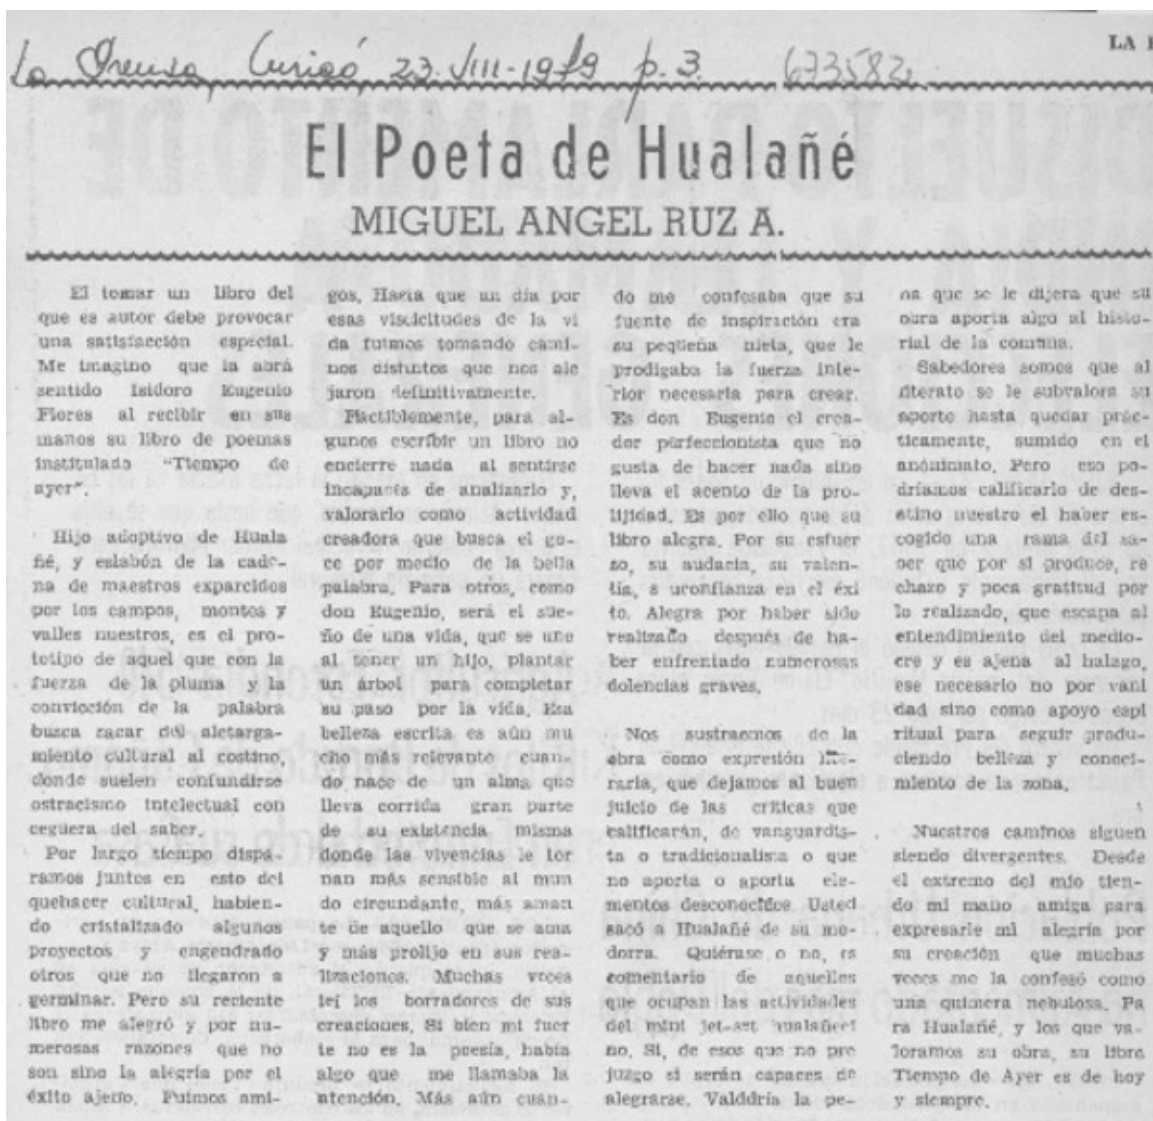 LA
La Prensa, Curicó, 23-VIII-1979 p. 3. 673582
El Poeta de Hualañé
MIGUEL ANGEL RUZ A.
El tomar un libro del
que es autor debe provocar
una satisfacción especial.
Me imagino que la abrá
sentido Isidoro Eugenio
Flores al recibir en sus
manos su libro de poemas
institulado "Tiempo de
ayer".
Hijo adoptivo de Huala
ñé, y eslabón de la cade-
na de maestros exparcidos
por los campos, montes y
valles nuestros, es el pro-
totipo de aquel que con la
fuerza de la pluma y la
convicción de la palabra
busca sacar del aletarga-
miento cultural al costino,
donde suelen confundirse
ostracismo intelectual con
ceguera del saber.
Por largo tiempo dispa-
ramos juntos en esto del
quehacer cultural, habien-
do cristalizado algunos
proyectos y engendrado
otros que no llegaron a
germinar. Pero su reciente
libro me alegró y por nu-
merosas razones que no
son sino la alegría por el
éxito ajeno. Fuimos ami-
gos, Hasta que un día por
esas viscicitudes de la vi
da fuimos tomando cami-
nos distintos que nos ale
jaron definitivamente.
Factiblemente, para al-
gunos escribir un libro no
encierre nada al sentirse
incapaces de analizarlo y,
valorarlo como actividad
creadora que busca el go-
ce por medio de la bella
palabra. Para otros, como
don Eugenio, será el sue-
ño de una vida, que se une
al tener un hijo, plantar
un árbol para completar
su paso por la vida. Esa
belleza escrita es aún mu
cho más relevante cuan-
do nace de un alma que
lleva corrida gran parte
de su existencia misma
donde las vivencias le tor
nan más sensible al mun
do circundante, más aman
te de aquello que se ama
y más prolijo en sus rea-
lizaciones. Muchas veces
leí los borradores de sus
creaciones. Si bien mi fuer
te no es la poesía, había
algo que me llamaba la
atención. Más aún cuan-
do me confesaba que su
fuente de inspiración era
su pequeña nieta, que le
prodigaba la fuerza inte-
rior necesaria para crear.
Es don Eugenio el crea-
dor perfeccionista que no
gusta de hacer nada sino
lleva el acento de la pro-
lijidad. Es por ello que su
libro alegra. Por su esfuer
zo, su audacia, su valen-
tía, s uconfianza en el éxi
to. Alegra por haber sido
realizado después de ha-
ber enfrentado numerosas
dolencias graves.
Nos sustraemos de la
obra como expresión lite-
raria, que dejamos al buen
juicio de las críticas que
calificarán, de vanguardis-
ta o tradicionalista o que
no aporta o aporta ele-
mentos desconocidos Usted
sacó a Hualañé de su mo-
dorra. Quiérase o no, es
comentario de aquellos
que ocupan las actividades
del mini jet-set hualañeci
no. Si, de esos que no pre
juzgo si serán capaces de
alegrarse. Valddría la pe-
na que se le dijera que su
obra aporta algo al histo-
rial de la comuna.
Sabedores somos que al
literato se le subvalora su
aporto hasta quedar prác-
ticamente, sumido en el
anónimato. Pero eso po-
dríamos calificarlo de des-
stino nuestro el haber es-
cogido una rama del sa-
ber que por sí produce, re
chazo y poca gratitud por
lo realizado, que escapa al
entendimiento del medio-
cre y es ajena al halago,
ese necesario no por vani
dad sino como apoyo espi
ritual para seguir produ-
ciendo belleza y conoci-
miento de la zona.
Nuestros caminos siguen
siendo divergentes. Desde
el extremo del mío tien-
do mi mano amiga para
expresarle mi alegría por
su creación que muchas
veces me la confesó como
una quimera nebulosa. Pa
ra Hualañé, y los que va-
loramos su obra, su libro
Tiempo de Ayer es de hoy
y siempre.